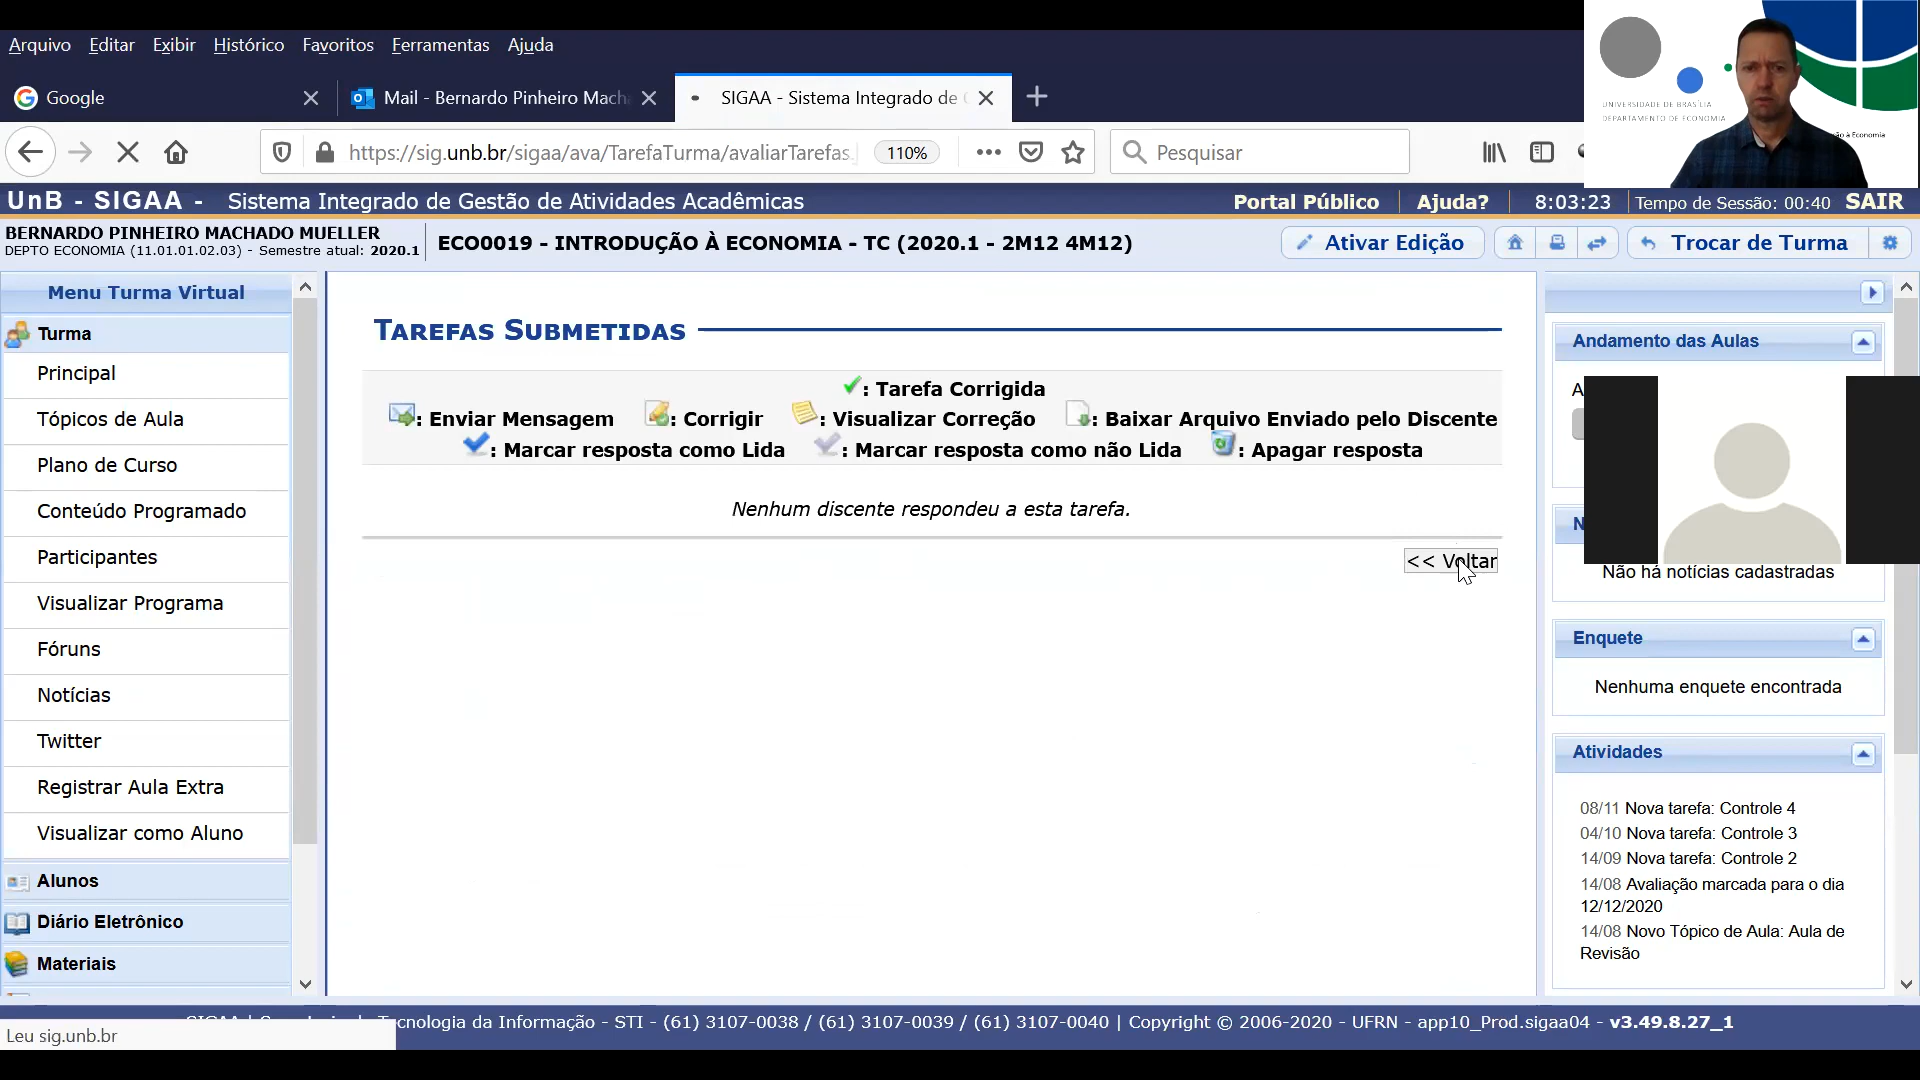 Arquivo Editar Exibir Histórico Favoritos Ferramentas Ajuda
Google
Mail - Bernardo Pinheiro Mach
SIGAA - Sistema Integrado de
https://sig.unb.br/sigaa/ava/TarefaTurma/avaliarTarefas.
110%
Pesquisar
UNIVERSIDADE DE BRASÍLIA
DEPARTAMENTO DE ECONOMIA
à Economia
UnB - SIGAA - Sistema Integrado de Gestão de Atividades Acadêmicas
Portal Público
Ajuda?
8:03:23
Tempo de Sessão: 00:40
SAIR
BERNARDO PINHEIRO MACHADO MUELLER
DEPTO ECONOMIA (11.01.01.02.03) - Semestre atual: 2020.1
ECO0019 - INTRODUÇÃO À ECONOMIA - TC (2020.1 - 2M12 4M12)
Ativar Edição
Trocar de Turma
Menu Turma Virtual
Turma
Principal
Tópicos de Aula
Plano de Curso
Conteúdo Programado
Participantes
Visualizar Programa
Fóruns
Notícias
Twitter
Registrar Aula Extra
Visualizar como Aluno
Alunos
Diário Eletrônico
Materiais
TAREFAS SUBMETIDAS
: Tarefa Corrigida
: Enviar Mensagem : Corrigir : Visualizar Correção : Baixar Arquivo Enviado pelo Discente
: Marcar resposta como Lida : Marcar resposta como não Lida : Apagar resposta
Nenhum discente respondeu a esta tarefa.
<< Voltar
Andamento das Aulas
A
N
Não há notícias cadastradas
Enquete
Nenhuma enquete encontrada
Atividades
08/11 Nova tarefa: Controle 4
04/10 Nova tarefa: Controle 3
14/09 Nova tarefa: Controle 2
14/08 Avaliação marcada para o dia
12/12/2020
14/08 Novo Tópico de Aula: Aula de
Revisão
Tecnologia da Informação - STI - (61) 3107-0038 / (61) 3107-0039 / (61) 3107-0040 | Copyright © 2006-2020 - UFRN - app10_Prod.sigaa04 - v3.49.8.27_1
Leu sig.unb.br